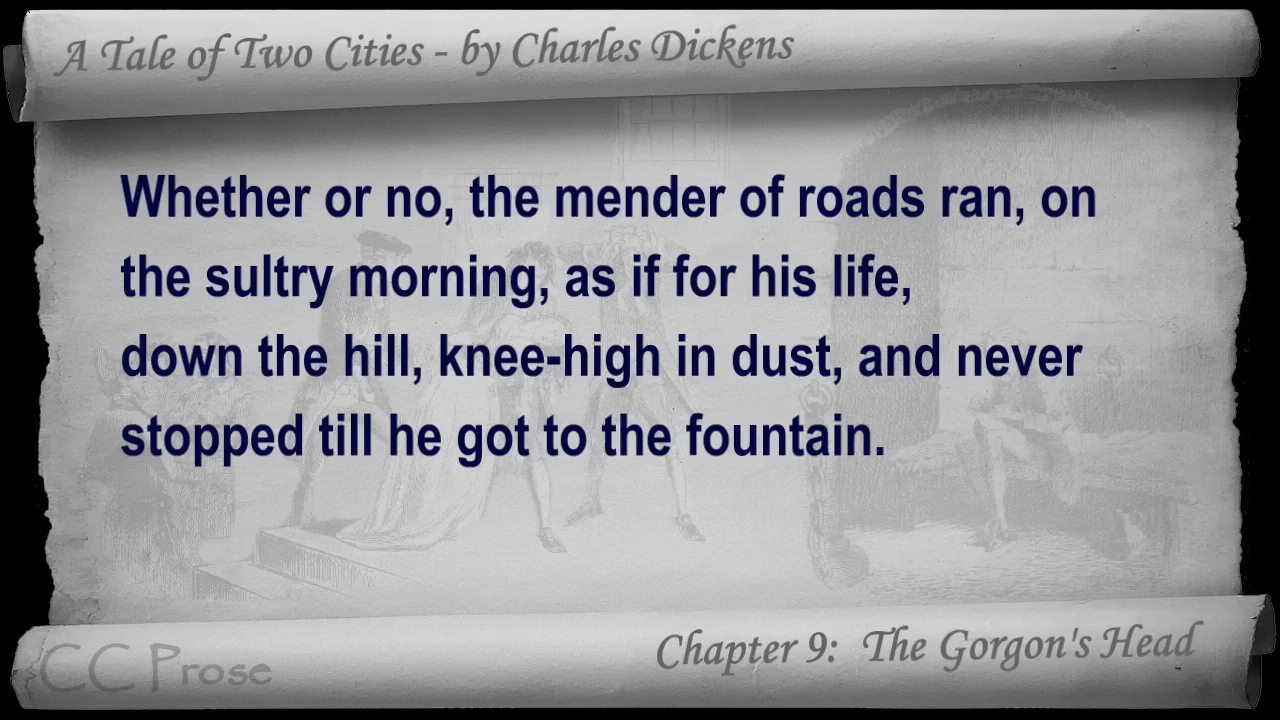 A Tale of Two Cities - by Charles Dickens
Whether or no, the mender of roads ran, on
the sultry morning, as if for his life,
down the hill, knee-high in dust, and never
stopped till he got to the fountain.
CC Prose
Chapter 9: The Gorgon's Head